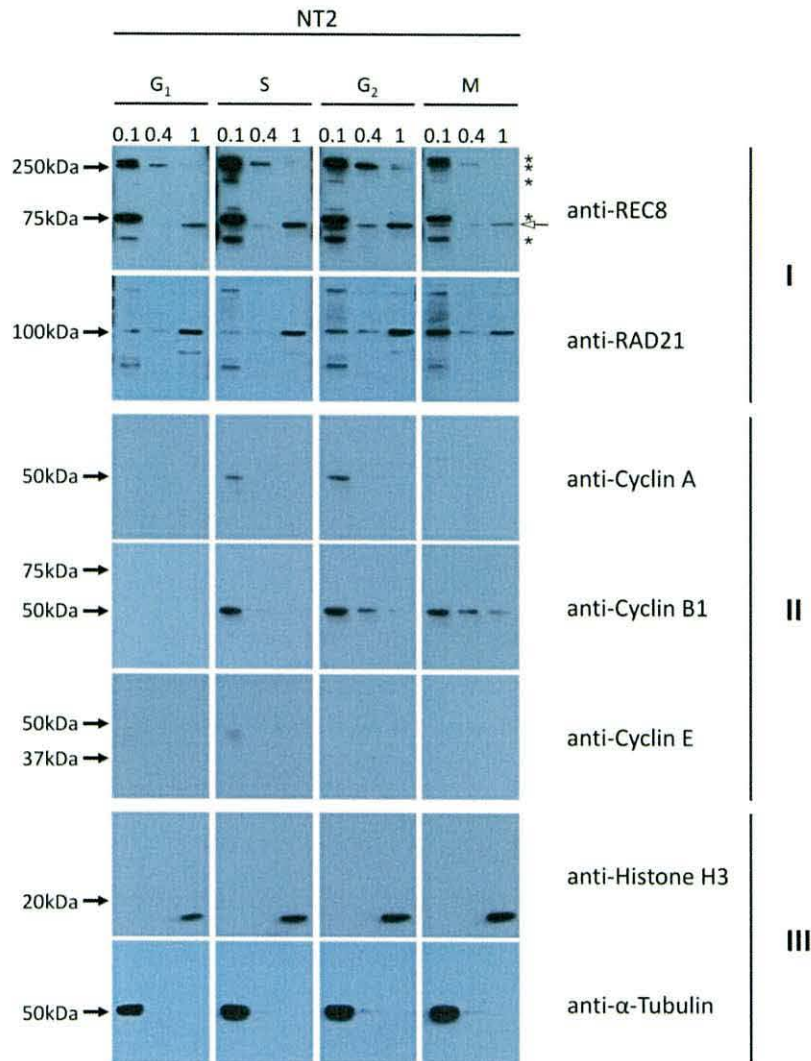 NT2
G1 S G2 M
0.1 0.4 1 0.1 0.4 1 0.1 0.4 1 0.1 0.4 1
250kDa
*
*
*
75kDa
*
*
anti-REC8
I
100kDa
anti-RAD21
50kDa
anti-Cyclin A
75kDa
50kDa
anti-Cyclin B1
II
50kDa
37kDa
anti-Cyclin E
20kDa
anti-Histone H3
III
50kDa
anti-α-Tubulin